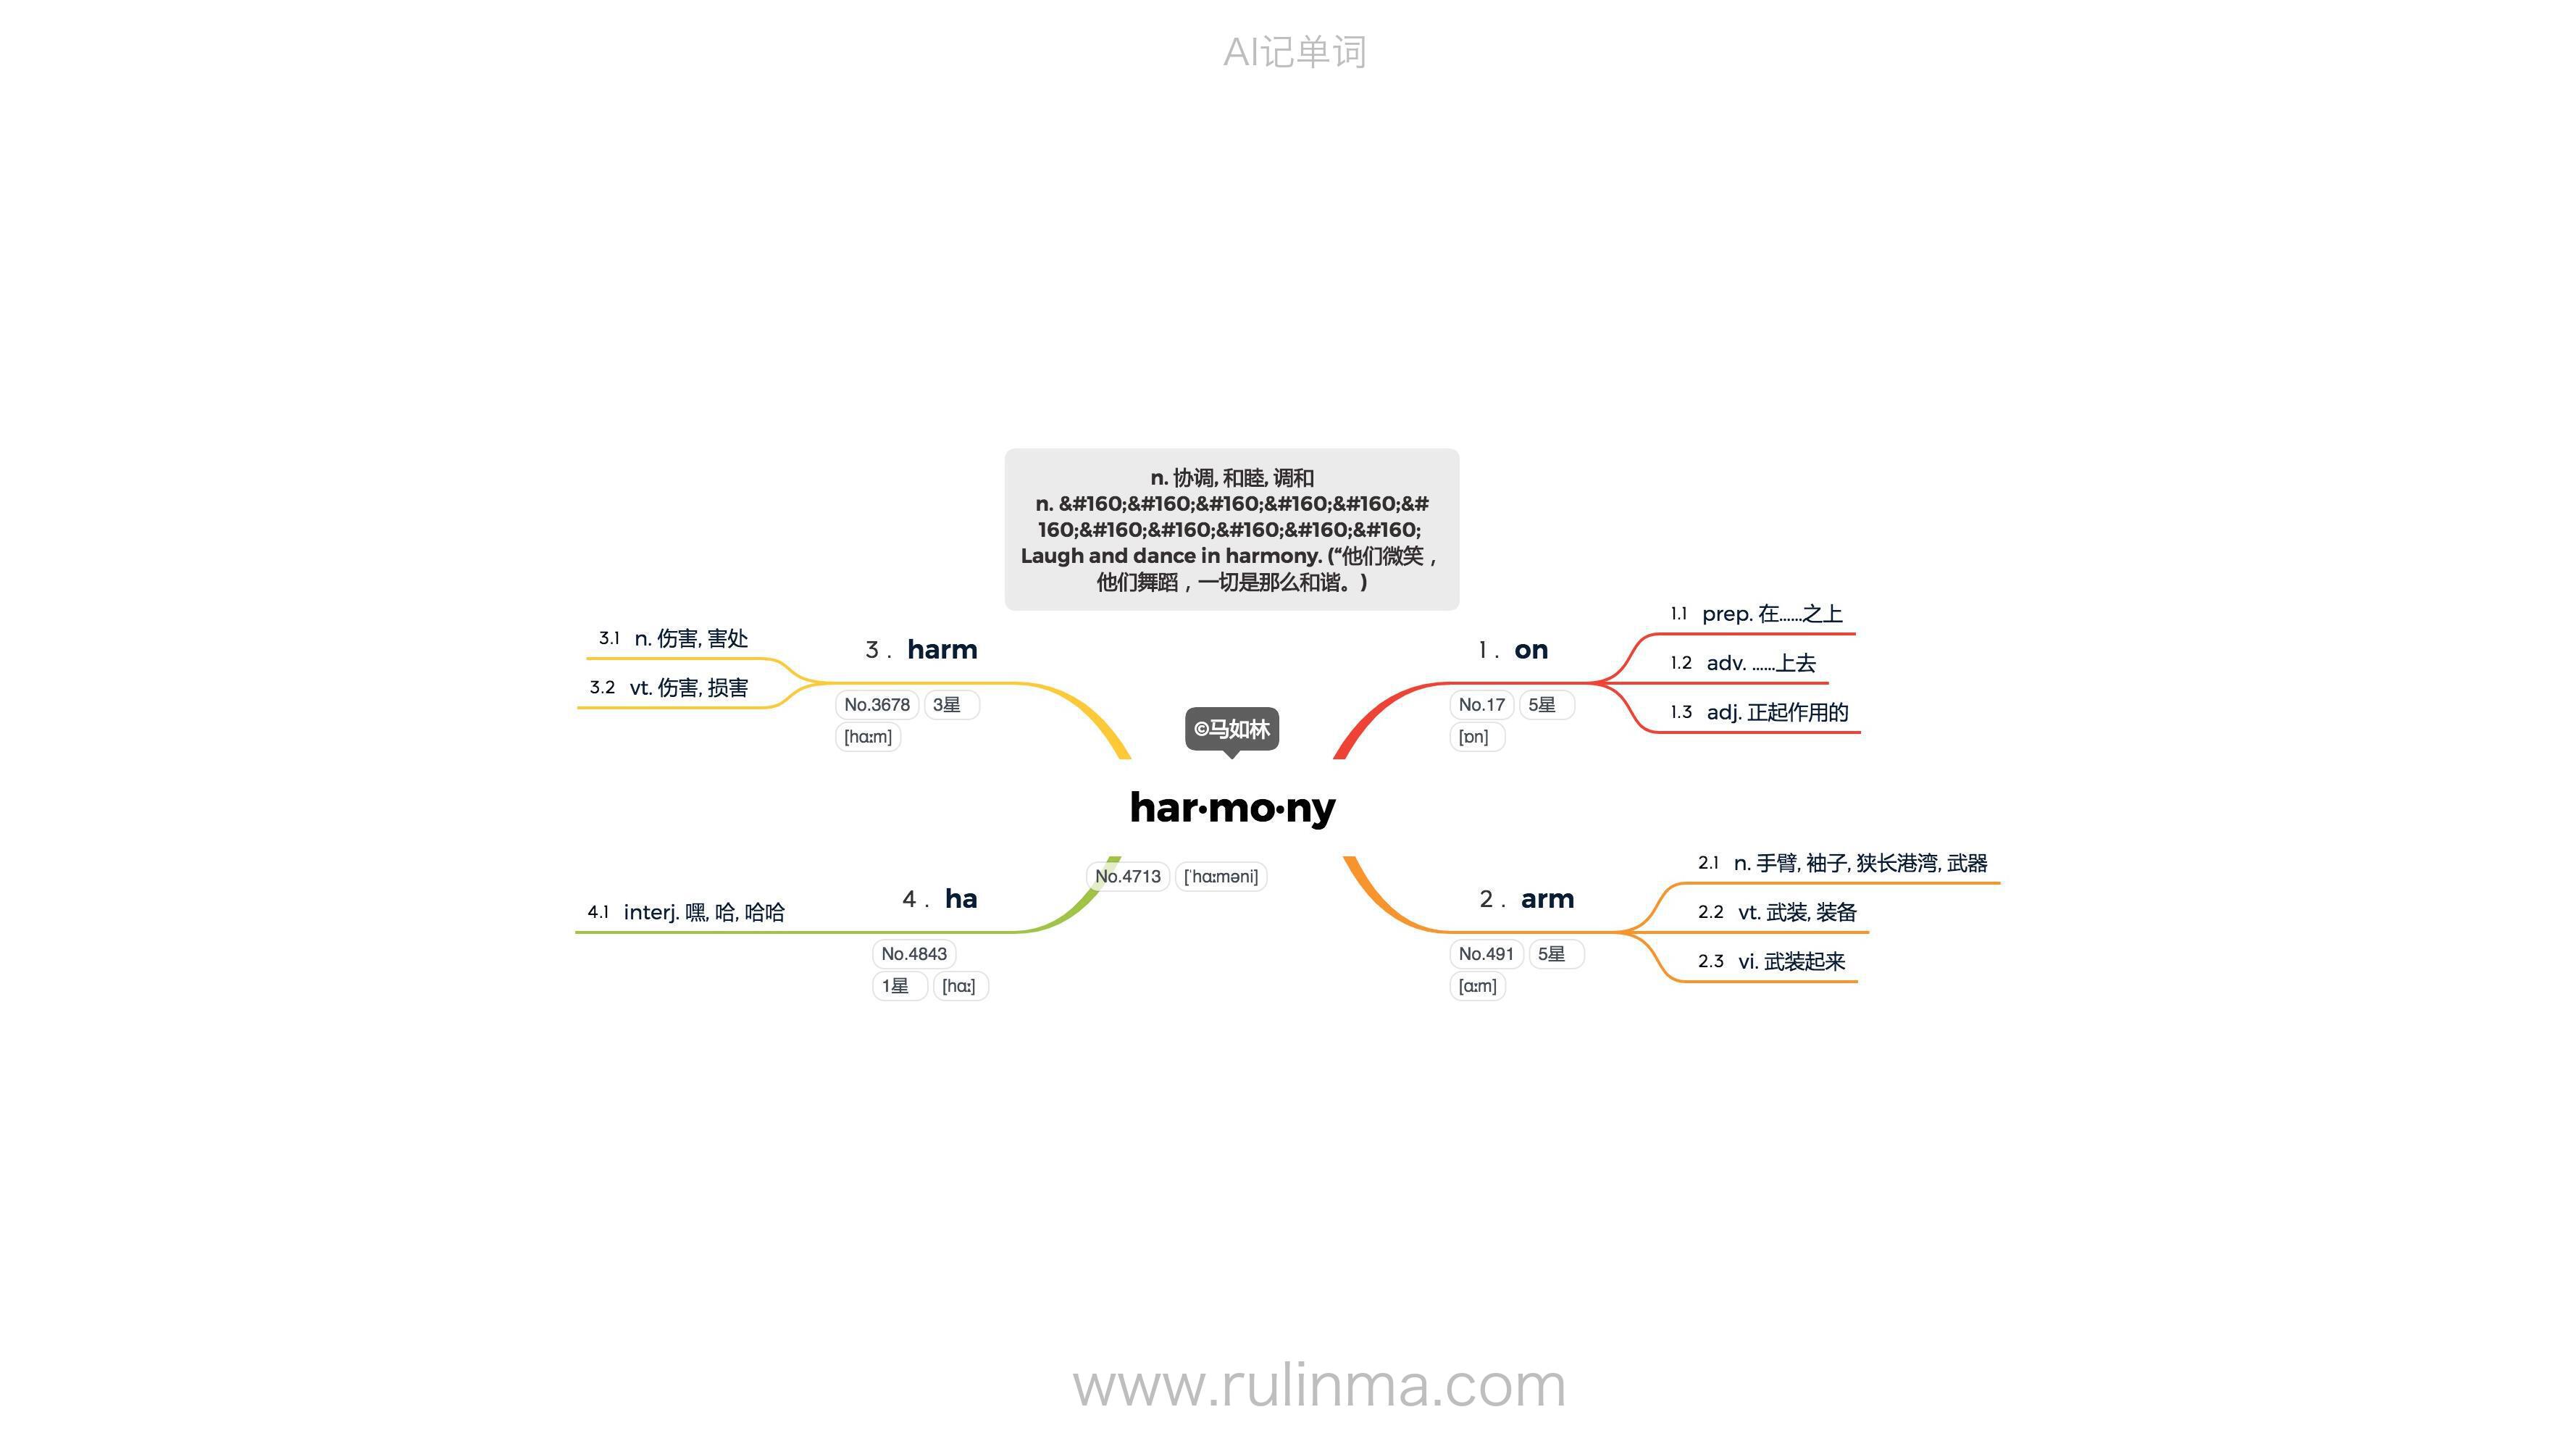 AI记单词
n. 协调, 和睦, 调和
n. &#160;&#160;&#160;&#160;&#160;&#
160;&#160;&#160;&#160;&#160;&#160;
Laugh and dance in harmony. (“他们微笑，
他们舞蹈，一切是那么和谐。)
©马如林
har·mo·ny
No.4713 [ˈhɑːməni]
1. on
No.17 5星
[ɒn]
1.1 prep. 在……之上
1.2 adv. ……上去
1.3 adj. 正起作用的
2. arm
No.491 5星
[ɑːm]
2.1 n. 手臂, 袖子, 狭长港湾, 武器
2.2 vt. 武装, 装备
2.3 vi. 武装起来
3. harm
No.3678 3星
[hɑːm]
3.1 n. 伤害, 害处
3.2 vt. 伤害, 损害
4. ha
No.4843
1星 [hɑː]
4.1 interj. 嘿, 哈, 哈哈
www.rulinma.com